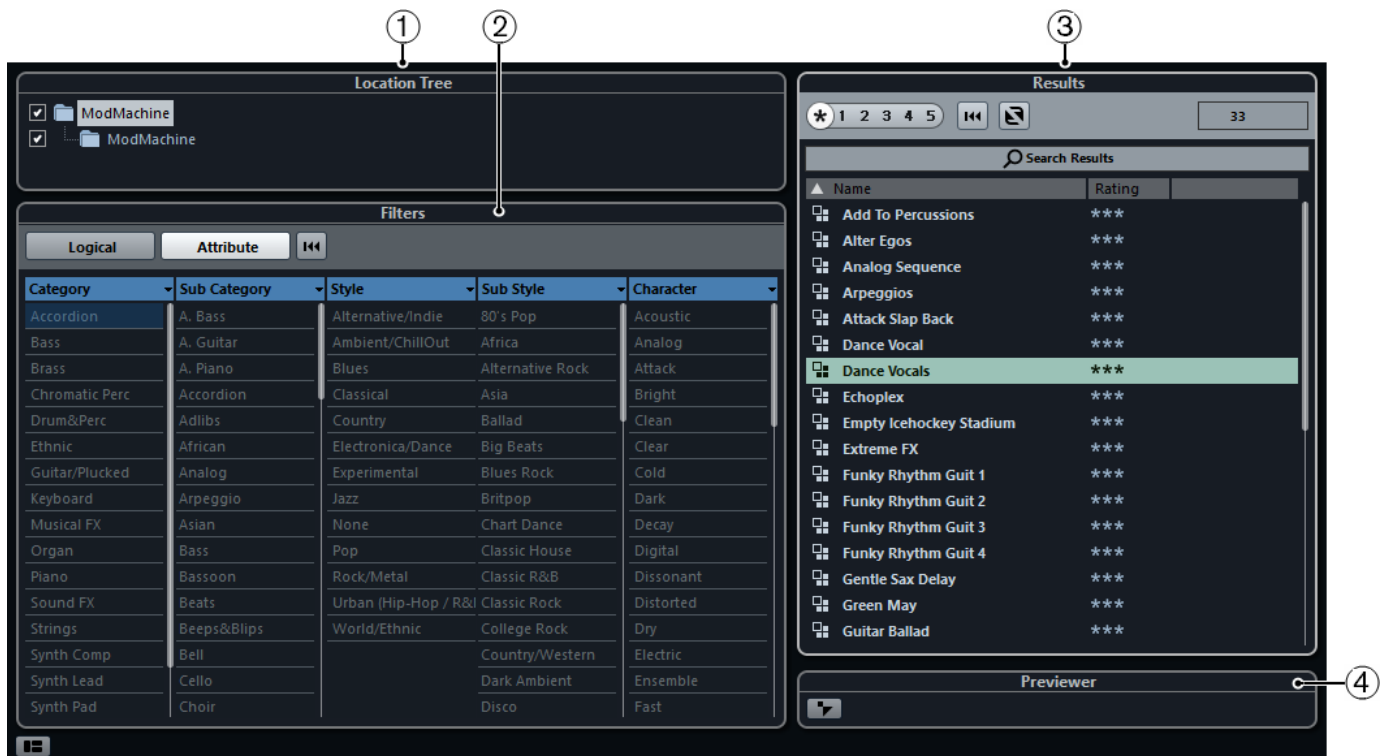 1
2
3
4
Location Tree
ModMachine
ModMachine
Filters
Logical
Attribute
Category Sub Category Style Sub Style Character
Accordion A. Bass Alternative/Indie 80's Pop Acoustic
Bass A. Guitar Ambient/ChillOut Africa Analog
Brass A. Piano Blues Alternative Rock Attack
Chromatic Perc Accordion Classical Asia Bright
Drum&Perc Adlibs Country Ballad Clean
Ethnic African Electronica/Dance Big Beats Clear
Guitar/Plucked Analog Experimental Blues Rock Cold
Keyboard Arpeggio Jazz Britpop Dark
Musical FX Asian None Chart Dance Decay
Organ Bass Pop Classic House Digital
Piano Bassoon Rock/Metal Classic R&B Dissonant
Sound FX Beats Urban (Hip-Hop / R& Classic Rock Distorted
Strings Beeps&Blips World/Ethnic College Rock Dry
Synth Comp Bell Country/Western Electric
Synth Lead Cello Dark Ambient Ensemble
Synth Pad Choir Disco Fast
Results
* 1 2 3 4 5 33
Search Results
Name Rating
Add To Percussions ***
Alter Egos ***
Analog Sequence ***
Arpeggios ***
Attack Slap Back ***
Dance Vocal ***
Dance Vocals ***
Echoplex ***
Empty Icehockey Stadium ***
Extreme FX ***
Funky Rhythm Guit 1 ***
Funky Rhythm Guit 2 ***
Funky Rhythm Guit 3 ***
Funky Rhythm Guit 4 ***
Gentle Sax Delay ***
Green May ***
Guitar Ballad ***
Previewer